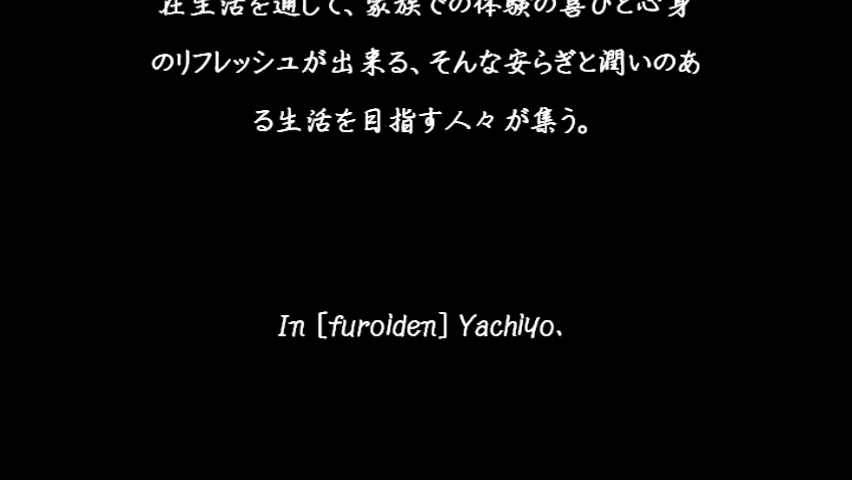 在生活を通して、家族での体験の喜びと心身
のリフレッシュが出来る、そんな安らぎと潤いのあ
る生活を目指す人々が集う。
In [furoiden] Yachiyo.